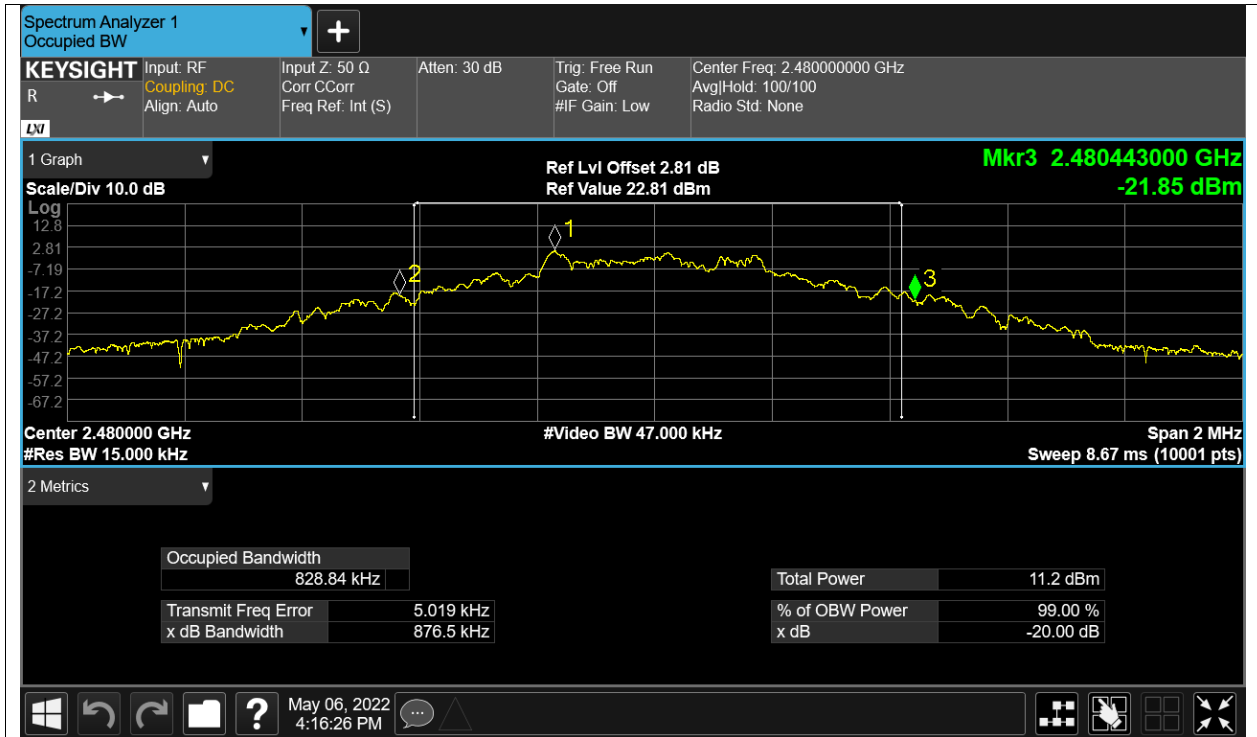 Spectrum Analyzer 1
Occupied BW
KEYSIGHT
R
LXI
Input: RF
Coupling: DC
Align: Auto
Input Z: 50 Ω
Corr CCorr
Freq Ref: Int (S)
Atten: 30 dB
Trig: Free Run
Gate: Off
#IF Gain: Low
Center Freq: 2.480000000 GHz
Avg|Hold: 100/100
Radio Std: None
1 Graph
Scale/Div 10.0 dB
Ref Lvl Offset 2.81 dB
Ref Value 22.81 dBm
Mkr3 2.480443000 GHz
-21.85 dBm
Log
12.8
2.81
-7.19
-17.2
-27.2
-37.2
-47.2
-57.2
-67.2
1
2
3
Center 2.480000 GHz
#Res BW 15.000 kHz
#Video BW 47.000 kHz
Span 2 MHz
Sweep 8.67 ms (10001 pts)
2 Metrics
Occupied Bandwidth
828.84 kHz
Transmit Freq Error 5.019 kHz
x dB Bandwidth 876.5 kHz
Total Power 11.2 dBm
% of OBW Power 99.00 %
x dB -20.00 dB
?
May 06, 2022
4:16:26 PM